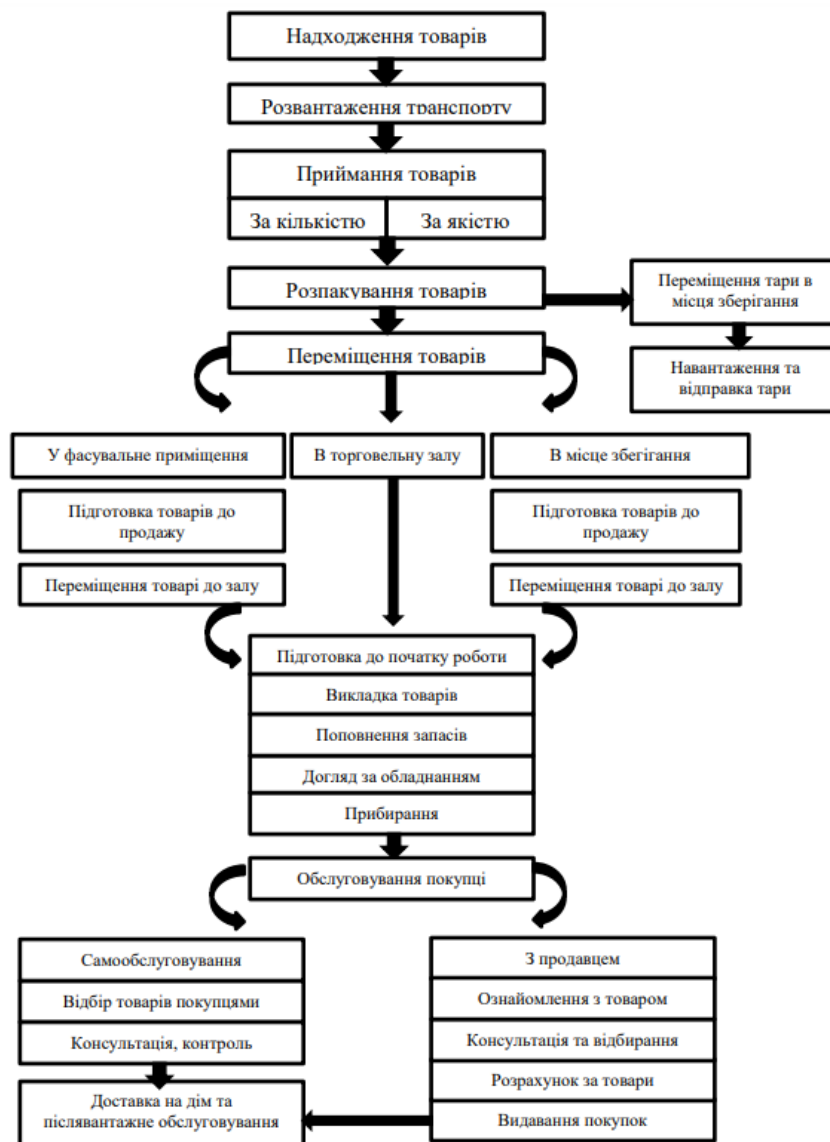 Надходження товарів
Розвантаження транспорту
Приймання товарів
За кількістю
За якістю
Розпакування товарів
Переміщення тари в
місця зберігання
Переміщення товарів
Навантаження та
відправка тари
У фасувальне приміщення
В торговельну залу
В місце збегігання
Підготовка товарів до
продажу
Підготовка товарів до
продажу
Переміщення товарі до залу
Переміщення товарі до залу
Підготовка до початку роботи
Викладка товарів
Поповнення запасів
Догляд за обладнанням
Прибирання
Обслуговування покупці
Самообслуговування
Відбір товарів покупцями
Консультація, контроль
Доставка на дім та
післявантажне обслуговування
З продавцем
Ознайомлення з товаром
Консультація та відбирання
Розрахунок за товари
Видавання покупок